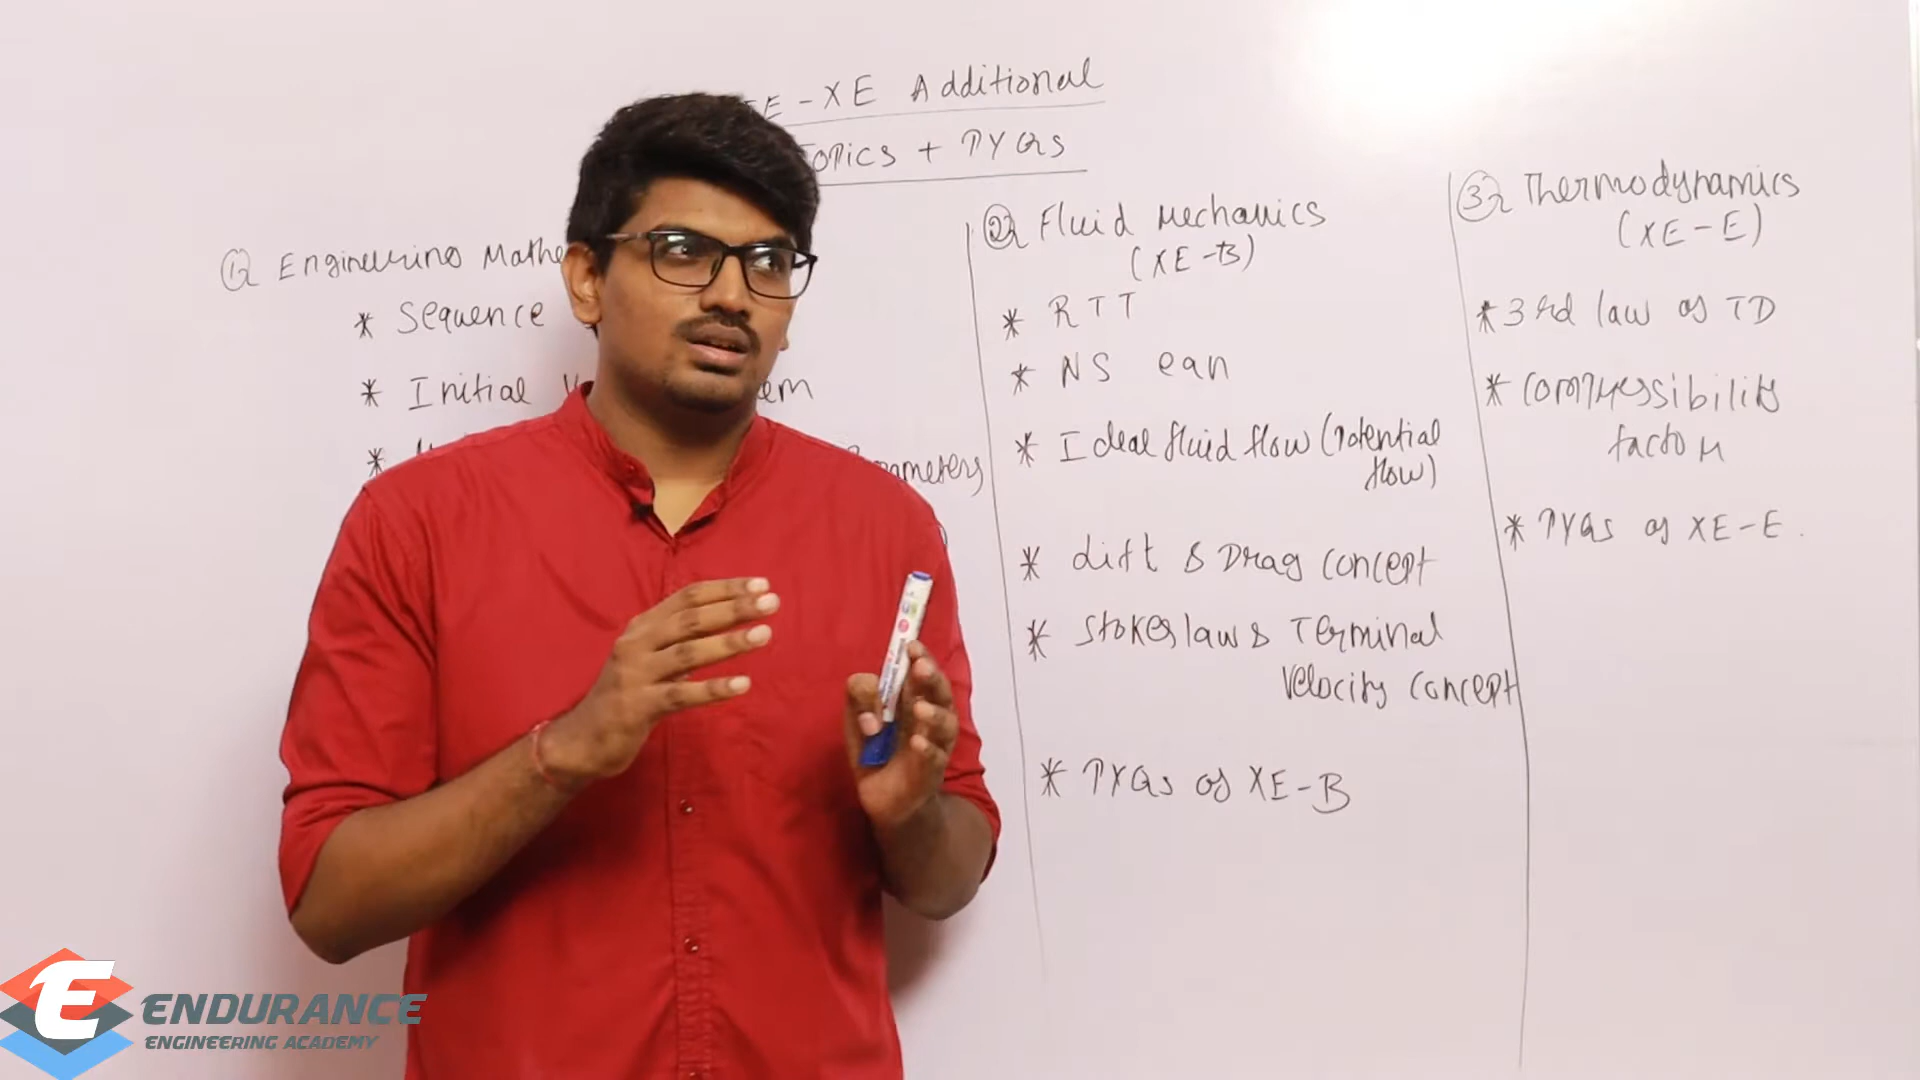 E-XE Additional
TOPICS + PYQs
① Engineering Mathe
* Sequence
* Initial em
* ameters
② Fluid Mechanics
(XE-B)
* RTT
* NS eqn
* Ideal fluid flow (Potential
flow)
* Lift & Drag concept
* Stokes law & Terminal
Velocity concept
* PYQs of XE-B
③ Thermodynamics
(XE-E)
* 3rd law of TD
* Compressibility
factor
* PYQs of XE-E.
E ENDURANCE
ENGINEERING ACADEMY